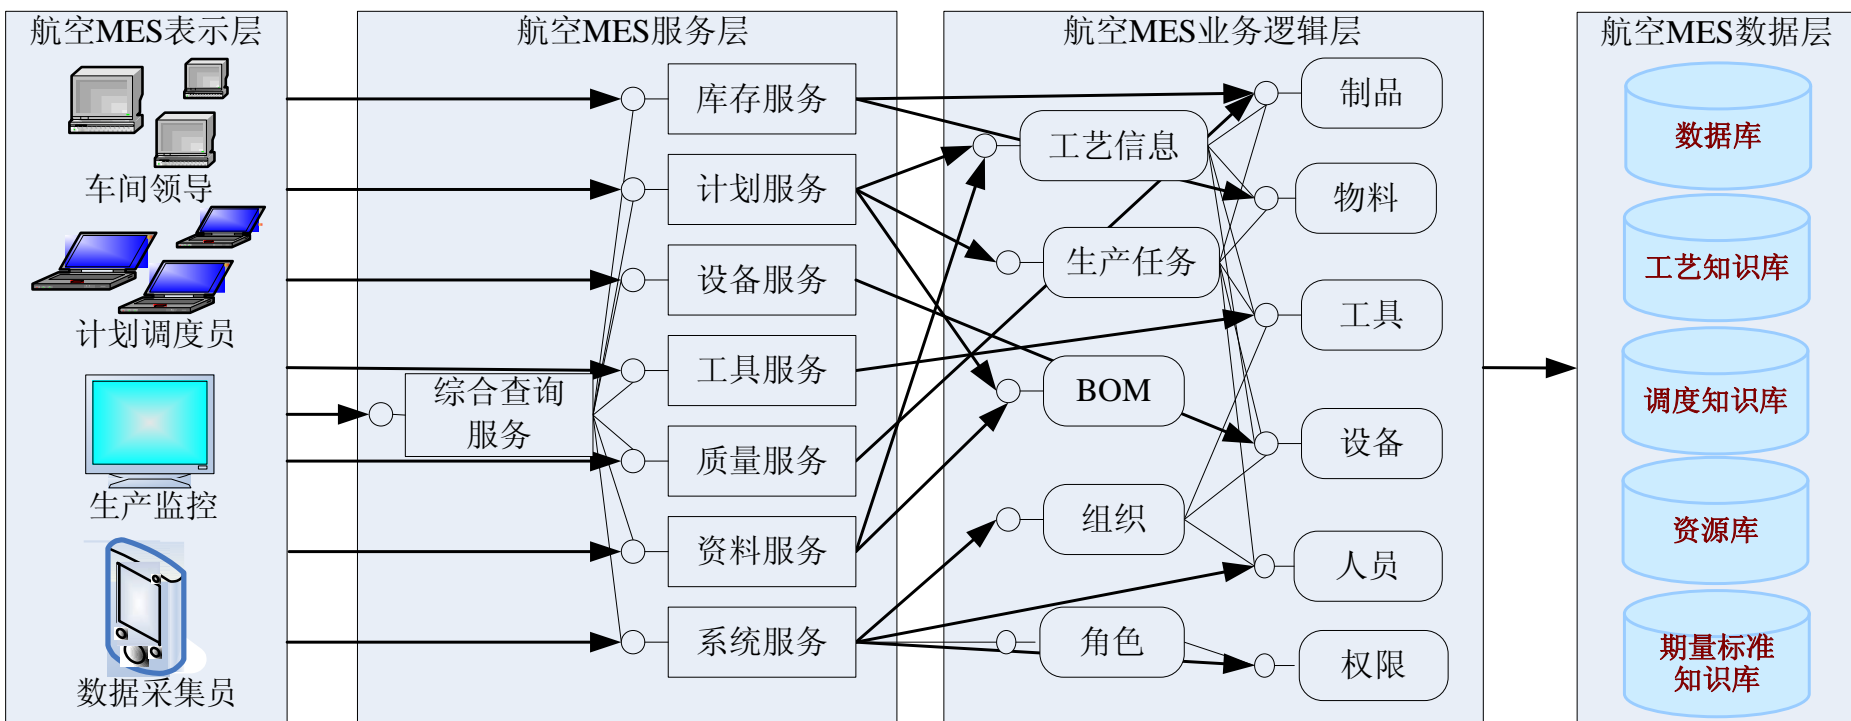 航空MES表示层
车间领导
计划调度员
生产监控
数据采集员
航空MES服务层
库存服务
计划服务
设备服务
工具服务
综合查询
服务
质量服务
资料服务
系统服务
航空MES业务逻辑层
工艺信息
生产任务
BOM
组织
角色
制品
物料
工具
设备
人员
权限
航空MES数据层
数据库
工艺知识库
调度知识库
资源库
期量标准
知识库